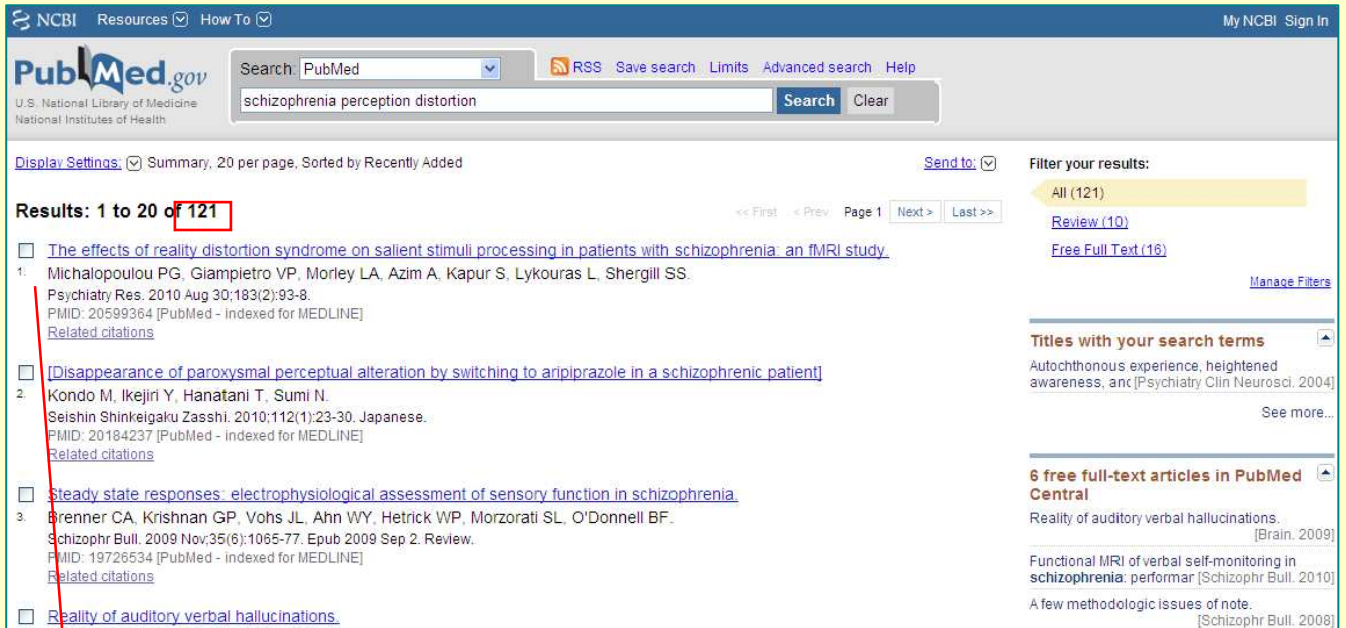 NCBI Resources How To My NCBI Sign In
PubMed.gov
U.S. National Library of Medicine
National Institutes of Health
Search: PubMed
RSS Save search Limits Advanced search Help
schizophrenia perception distortion
Search Clear
Display Settings: Summary, 20 per page, Sorted by Recently Added
Send to:
Results: 1 to 20 of 121
<< First < Prev Page 1 Next > Last >>
The effects of reality distortion syndrome on salient stimuli processing in patients with schizophrenia: an fMRI study.
1. Michalopoulou PG, Giampietro VP, Morley LA, Azim A, Kapur S, Lykouras L, Shergill SS.
Psychiatry Res. 2010 Aug 30;183(2):93-8.
PMID: 20599364 [PubMed - indexed for MEDLINE]
Related citations
[Disappearance of paroxysmal perceptual alteration by switching to aripiprazole in a schizophrenic patient]
2. Kondo M, Ikejiri Y, Hanatani T, Sumi N.
Seishin Shinkeigaku Zasshi. 2010;112(1):23-30. Japanese.
PMID: 20184237 [PubMed - indexed for MEDLINE]
Related citations
Steady state responses: electrophysiological assessment of sensory function in schizophrenia.
3. Brenner CA, Krishnan GP, Vohs JL, Ahn WY, Hetrick WP, Morzorati SL, O'Donnell BF.
Schizophr Bull. 2009 Nov;35(6):1065-77. Epub 2009 Sep 2. Review.
PMID: 19726534 [PubMed - indexed for MEDLINE]
Related citations
Reality of auditory verbal hallucinations.
Filter your results:
All (121)
Review (10)
Free Full Text (16)
Manage Filters
Titles with your search terms
Autochthonous experience, heightened
awareness, and [Psychiatry Clin Neurosci. 2004]
See more...
6 free full-text articles in PubMed
Central
Reality of auditory verbal hallucinations.
[Brain. 2009]
Functional MRI of verbal self-monitoring in
schizophrenia: performar [Schizophr Bull. 2010]
A few methodologic issues of note.
[Schizophr Bull. 2008]